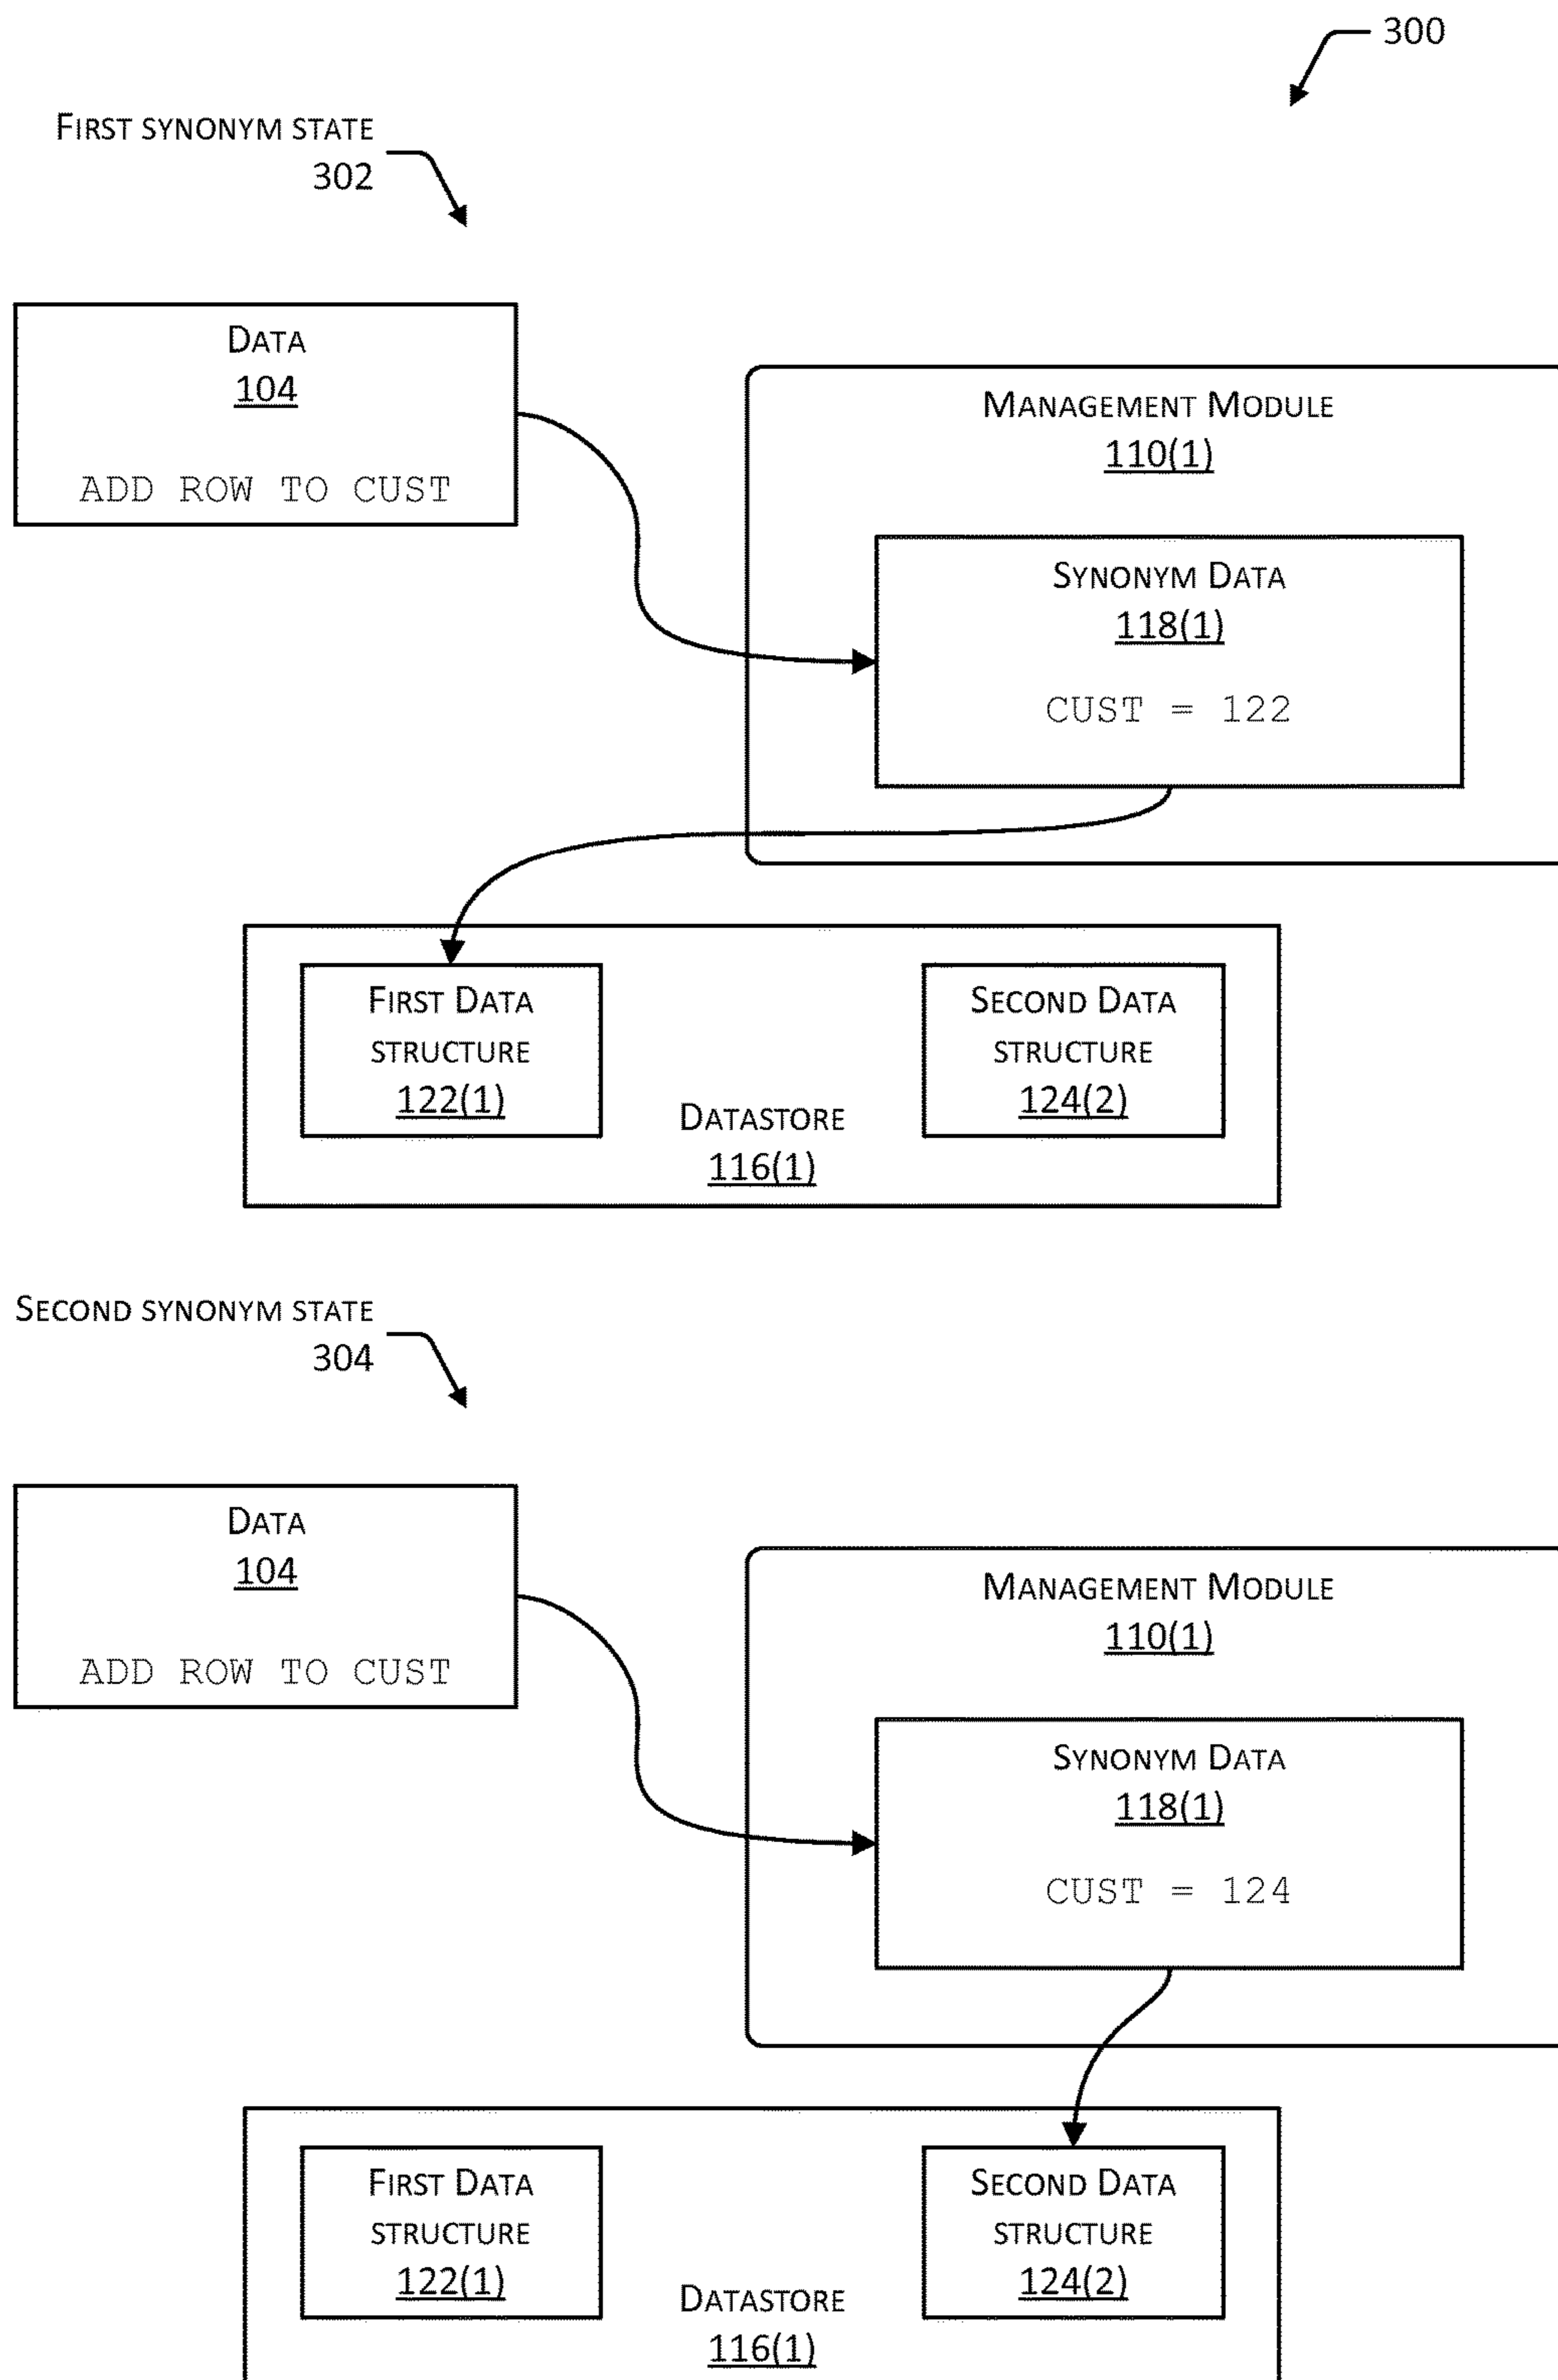 300
First synonym state
302
Data
104
ADD ROW TO CUST
Management Module
110(1)
Synonym Data
118(1)
CUST = 122
First Data
structure
122(1)
Second Data
structure
124(2)
Datastore
116(1)
Second synonym state
304
Data
104
ADD ROW TO CUST
Management Module
110(1)
Synonym Data
118(1)
CUST = 124
First Data
structure
122(1)
Second Data
structure
124(2)
Datastore
116(1)